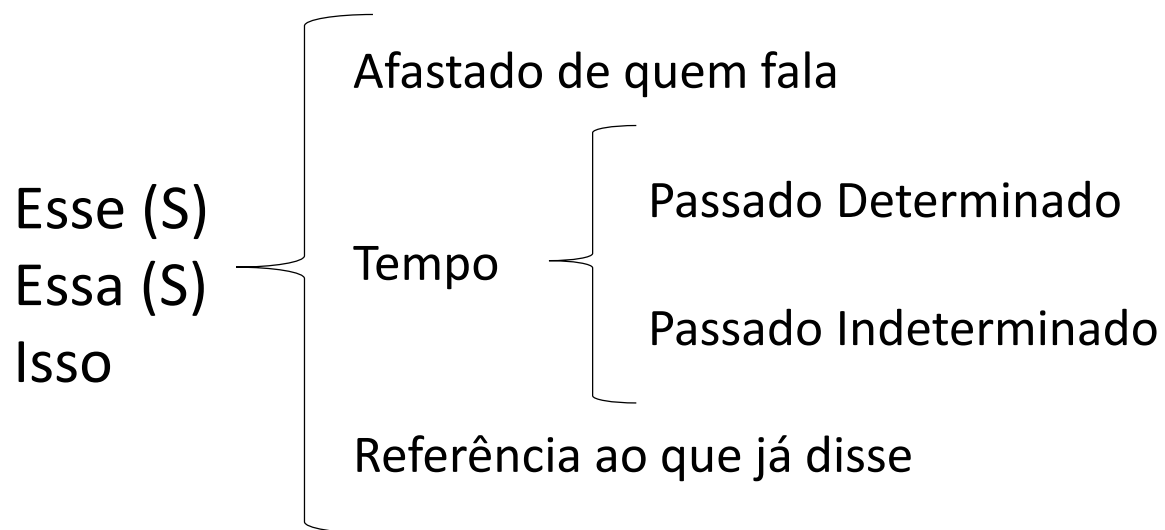 Esse (S)
Essa (S)
Isso
Afastado de quem fala
Tempo
Passado Determinado
Passado Indeterminado
Referência ao que já disse